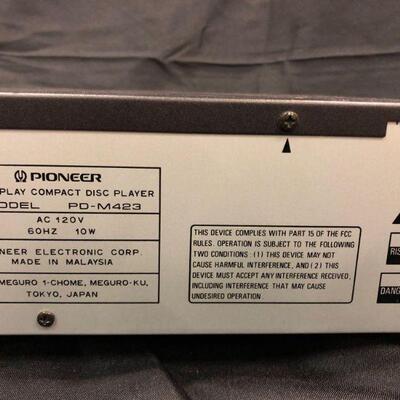 PIONEER
PLAY COMPACT DISC PLAYER
ODEL PD-M423
AC 120V
60HZ 10W
NEER ELECTRONIC CORP.
MADE IN MALAYSIA
MEGURO 1-CHOME, MEGURO-KU,
TOKYO, JAPAN
THIS DEVICE COMPLIES WITH PART 15 OF THE FCC
RULES. OPERATION IS SUBJECT TO THE FOLLOWING
TWO CONDITIONS : (1) THIS DEVICE MAY NOT
CAUSE HARMFUL INTERFERENCE, AND (2) THIS
DEVICE MUST ACCEPT ANY INTERFERENCE RECEIVED,
INCLUDING INTERFERENCE THAT MAY CAUSE
UNDESIRED OPERATION.
RIS
DANG